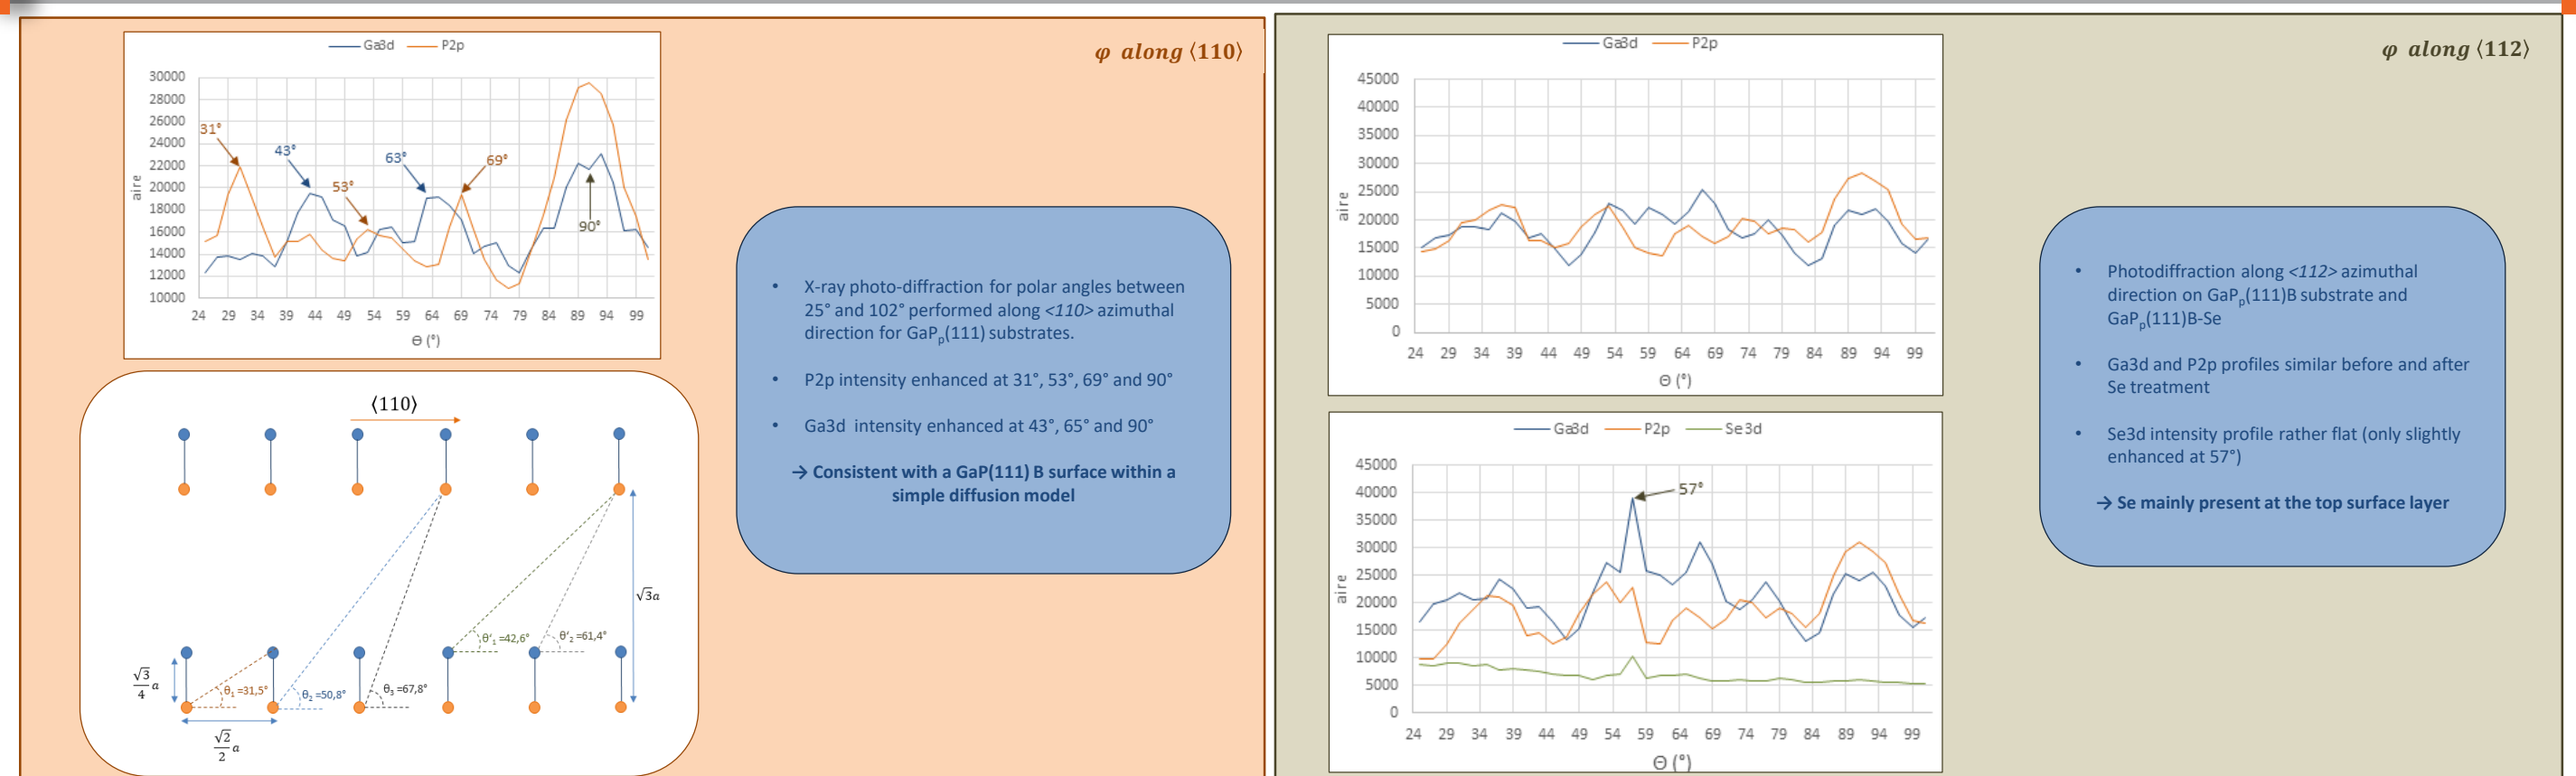 φ along ⟨110⟩
Ga3d P2p
30000
28000
26000
24000
22000
20000
18000
16000
14000
12000
10000
aire
31°
43°
53°
63°
69°
90°
24 29 34 39 44 49 54 59 64 69 74 79 84 89 94 99
Θ (°)
⟨110⟩
√3a
θ'₁ =42,6°
θ'₂ =61,4°
√3/4 a
θ₁ =31,5°
θ₂ =50,8°
θ₃ =67,8°
√2/2 a
• X-ray photo-diffraction for polar angles between
25° and 102° performed along <110> azimuthal
direction for GaPₚ(111) substrates.
• P2p intensity enhanced at 31°, 53°, 69° and 90°
• Ga3d intensity enhanced at 43°, 65° and 90°
→ Consistent with a GaP(111) B surface within a
simple diffusion model
φ along ⟨112⟩
Ga3d P2p
45000
40000
35000
30000
25000
20000
15000
10000
5000
0
aire
24 29 34 39 44 49 54 59 64 69 74 79 84 89 94 99
Θ (°)
Ga3d P2p Se3d
45000
40000
35000
30000
25000
20000
15000
10000
5000
0
aire
57°
24 29 34 39 44 49 54 59 64 69 74 79 84 89 94 99
Θ (°)
• Photodiffraction along <112> azimuthal
direction on GaPₚ(111)B substrate and
GaPₚ(111)B-Se
• Ga3d and P2p profiles similar before and after
Se treatment
• Se3d intensity profile rather flat (only slightly
enhanced at 57°)
→ Se mainly present at the top surface layer